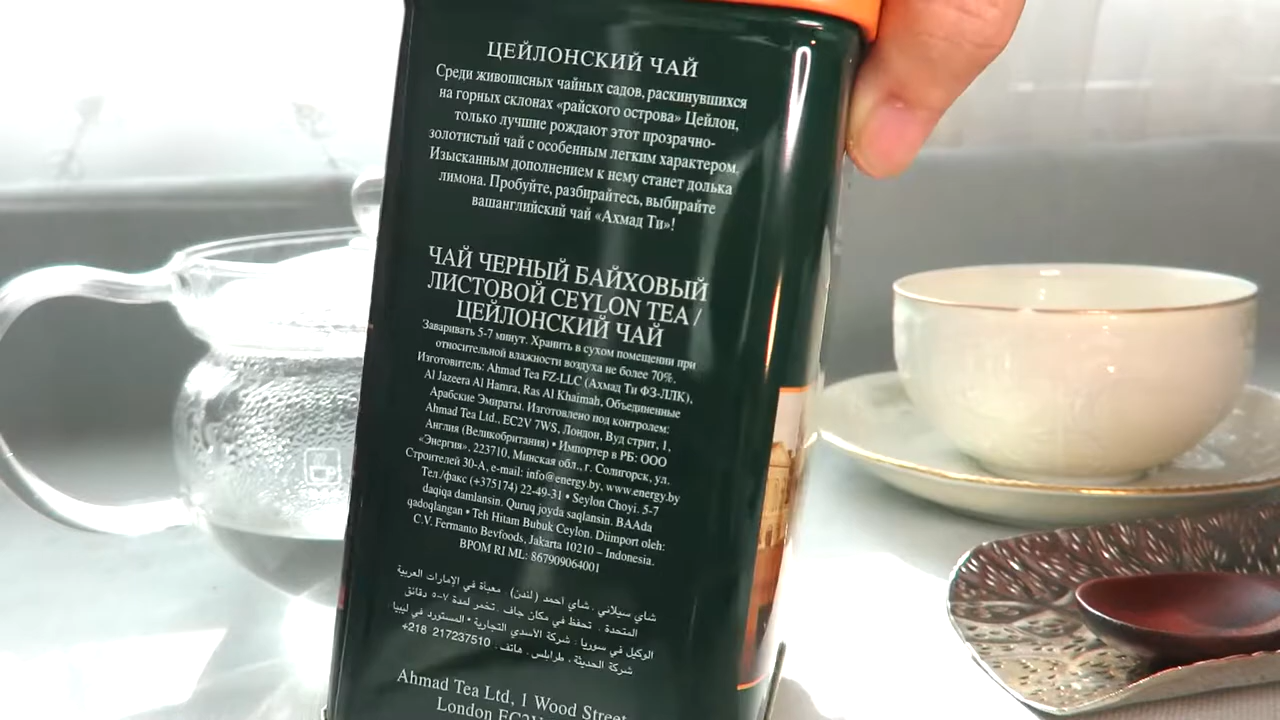 ЦЕЙЛОНСКИЙ ЧАЙ
Среди живописных чайных садов, раскинувшихся
на горных склонах «райского острова» Цейлон,
только лучшие рождают этот прозрачно-
золотистый чай с особенным легким характером.
Изысканным дополнением к нему станет долька
лимона. Пробуйте, разбирайтесь, выбирайте
вашанглийский чай «Ахмад Ти»!
ЧАЙ ЧЕРНЫЙ БАЙХОВЫЙ
ЛИСТОВОЙ CEYLON TEA /
ЦЕЙЛОНСКИЙ ЧАЙ
Заваривать 5-7 минут. Хранить в сухом помещении при
относительной влажности воздуха не более 70%.
Изготовитель: Ahmad Tea FZ-LLC (Ахмад Ти ФЗ-ЛЛК),
Al Jazeera Al Hamra, Ras Al Khaimah, Объединенные
Арабские Эмираты. Изготовлено под контролем:
Ahmad Tea Ltd., EC2V 7WS, Лондон, Вуд стрит, 1,
Англия (Великобритания) • Импортер в РБ: ООО
«Энергия», 223710, Минская обл., г. Солигорск, ул.
Строителей 30-А, e-mail: info@energy.by, www.energy.by
Тел./факс (+375174) 22-49-31 • Seylon Choyi. 5-7
daqiqa damlansin. Quruq joyda saqlansin. BAAda
qadoqlangan • Teh Hitam Bubuk Ceylon. Diimport oleh:
C.V. Fermanto Bevfoods, Jakarta 10210 – Indonesia.
BPOM RI ML: 867909064001
شاي سيلاني . شاي أحمد (لندن) . معبأة في الإمارات العربية
المتحدة . تحفظ في مكان جاف . تخمر لمدة ٧-٥ دقائق
الوكيل في سوريا : شركة الأسدي التجارية • المستورد في ليبيا :
شركة الحديثة . طرابلس . هاتف . 217237510 218+
Ahmad Tea Ltd, 1 Wood Street
London EC2V